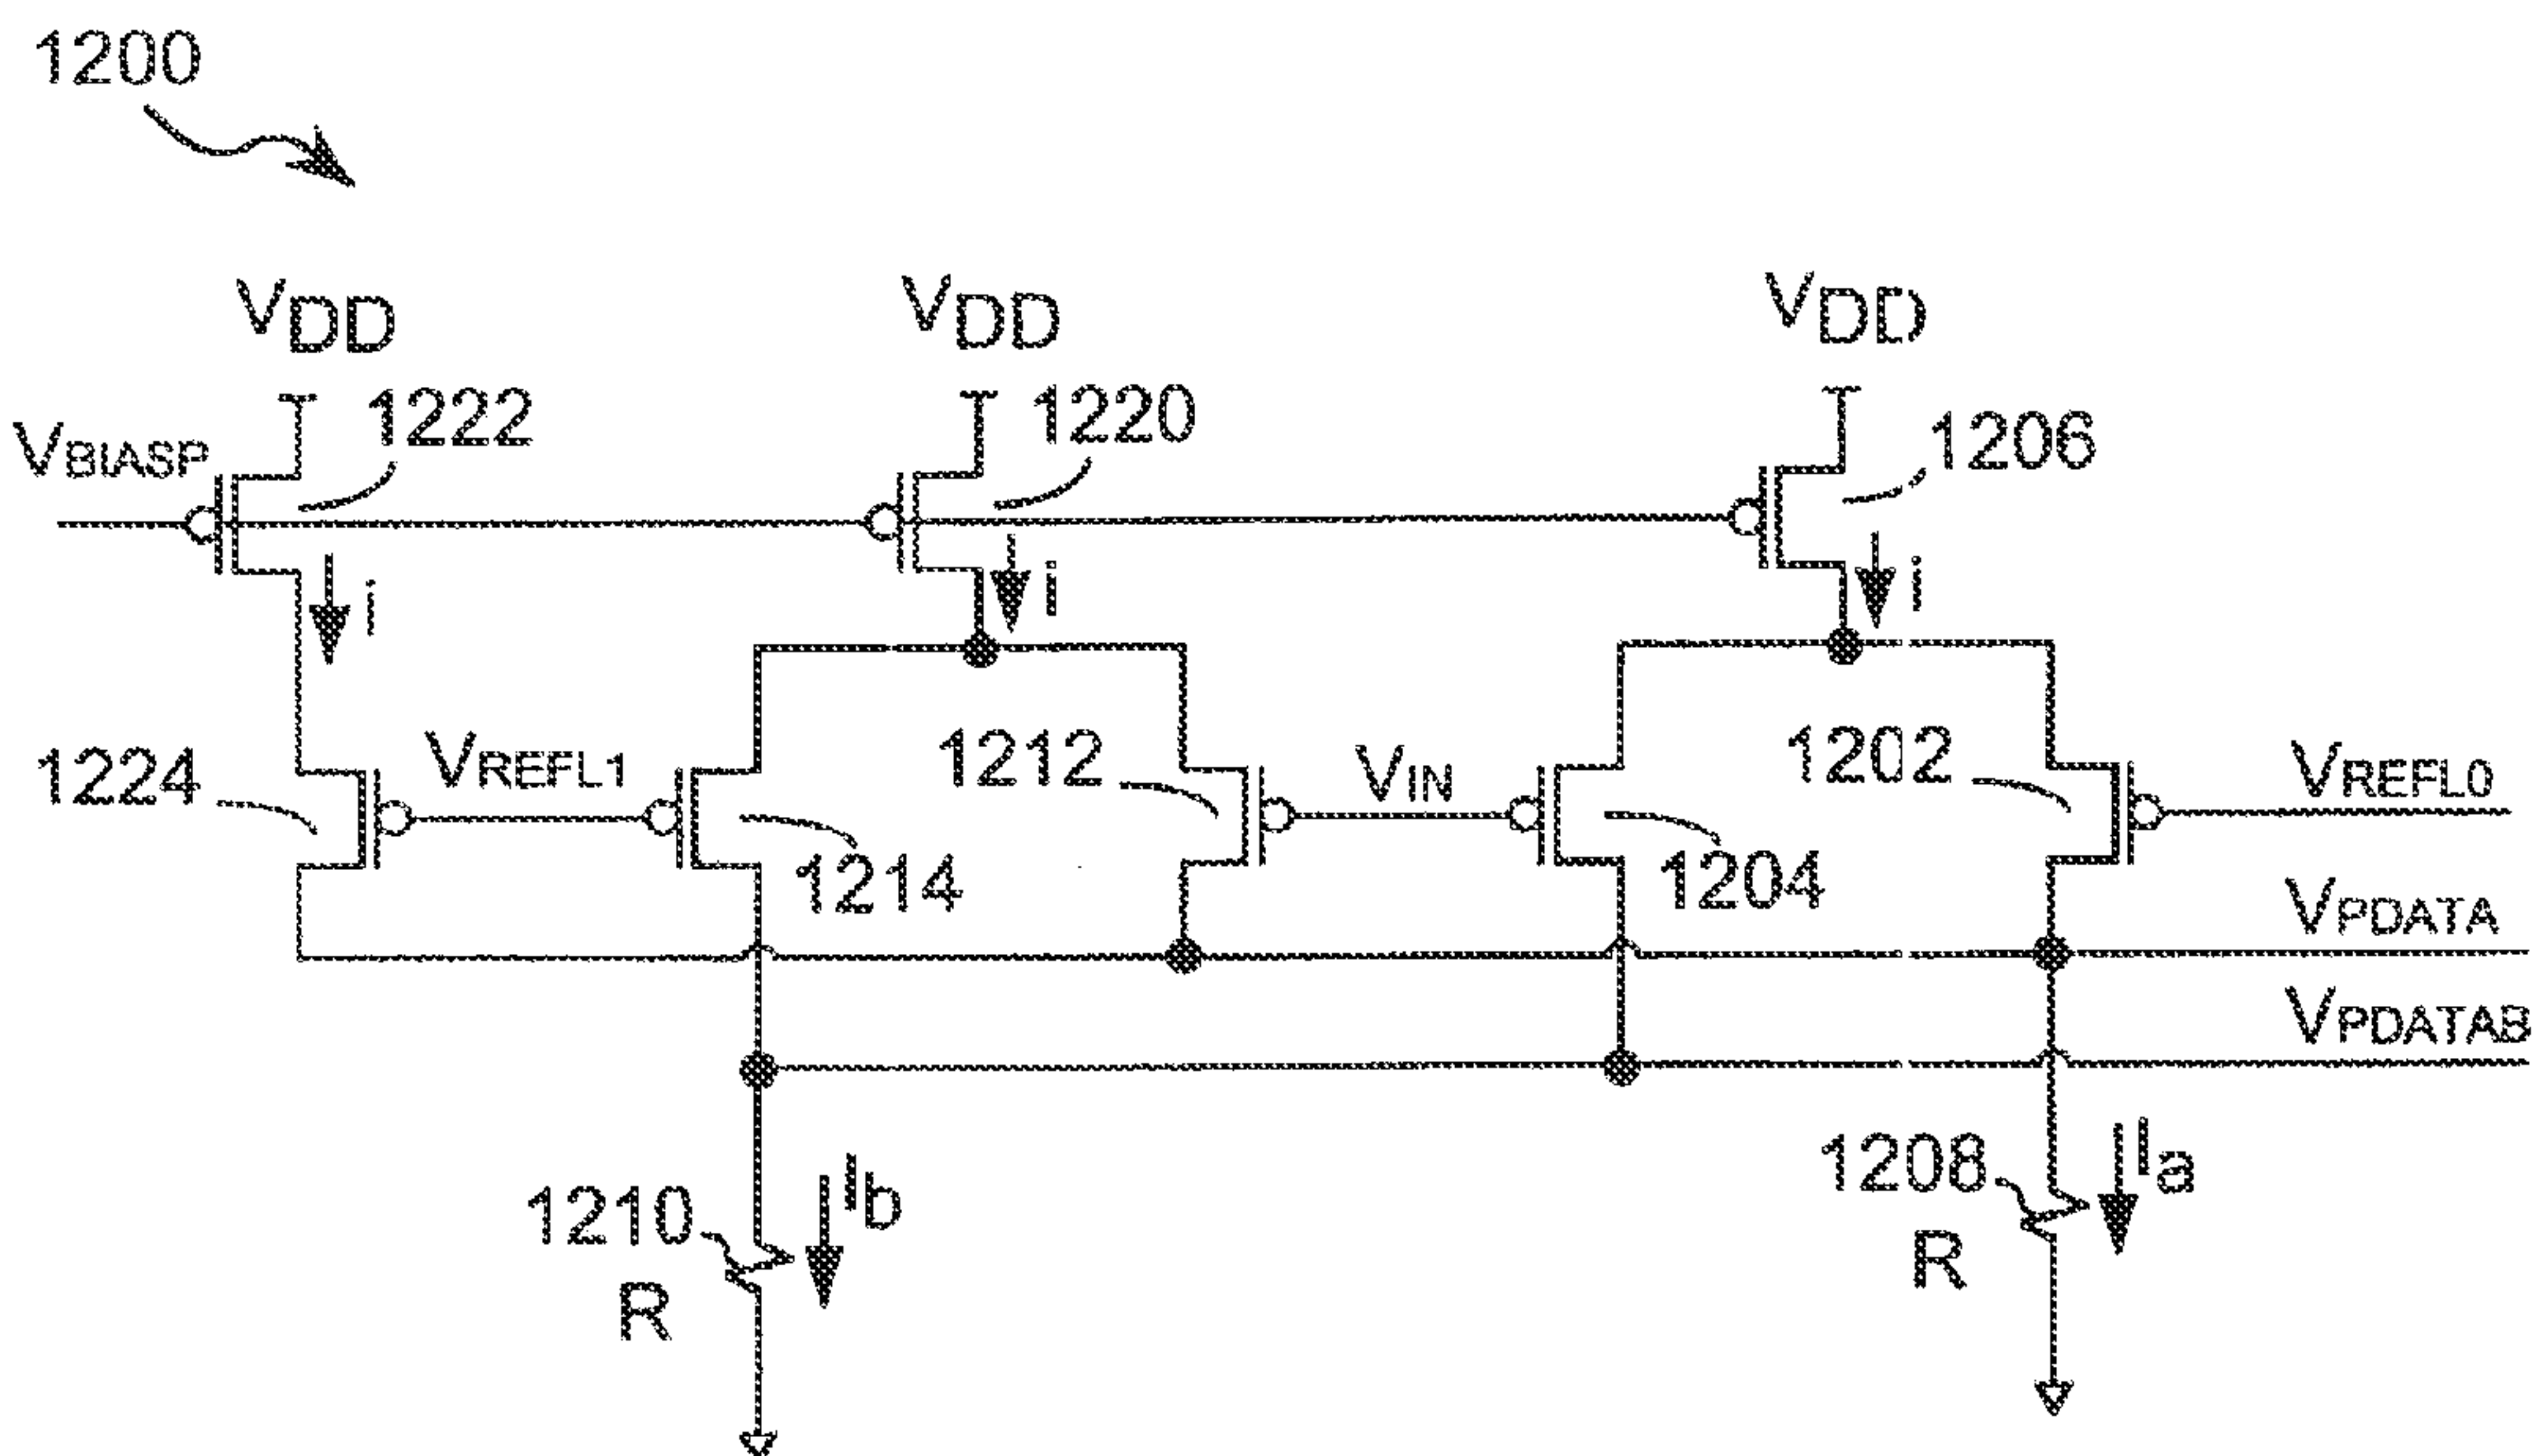 1200
VDD VDD VDD
1222 1220 1206
VBIASP
i i i
1224 VREFL1 1212 VIN 1202 VREFL0
1214 1204
VPDATA
VPDATAB
1210 Ib 1208 Ia
R R